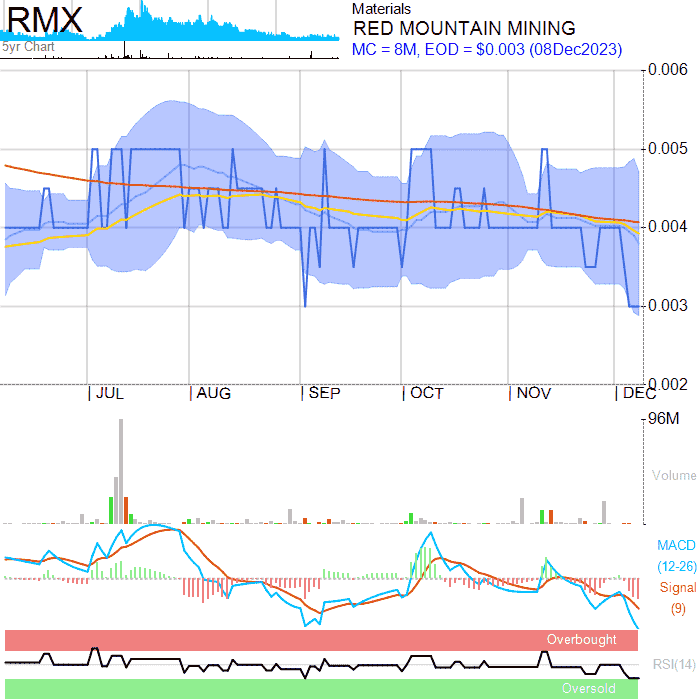 RMX
5yr Chart
Materials
RED MOUNTAIN MINING
MC = 8M, EOD = $0.003 (08Dec2023)
0.006
0.005
0.004
0.003
0.002
JUL AUG SEP OCT NOV DEC
96M
Volume
MACD
(12-26)
Signal
(9)
Overbought
RSI(14)
Oversold